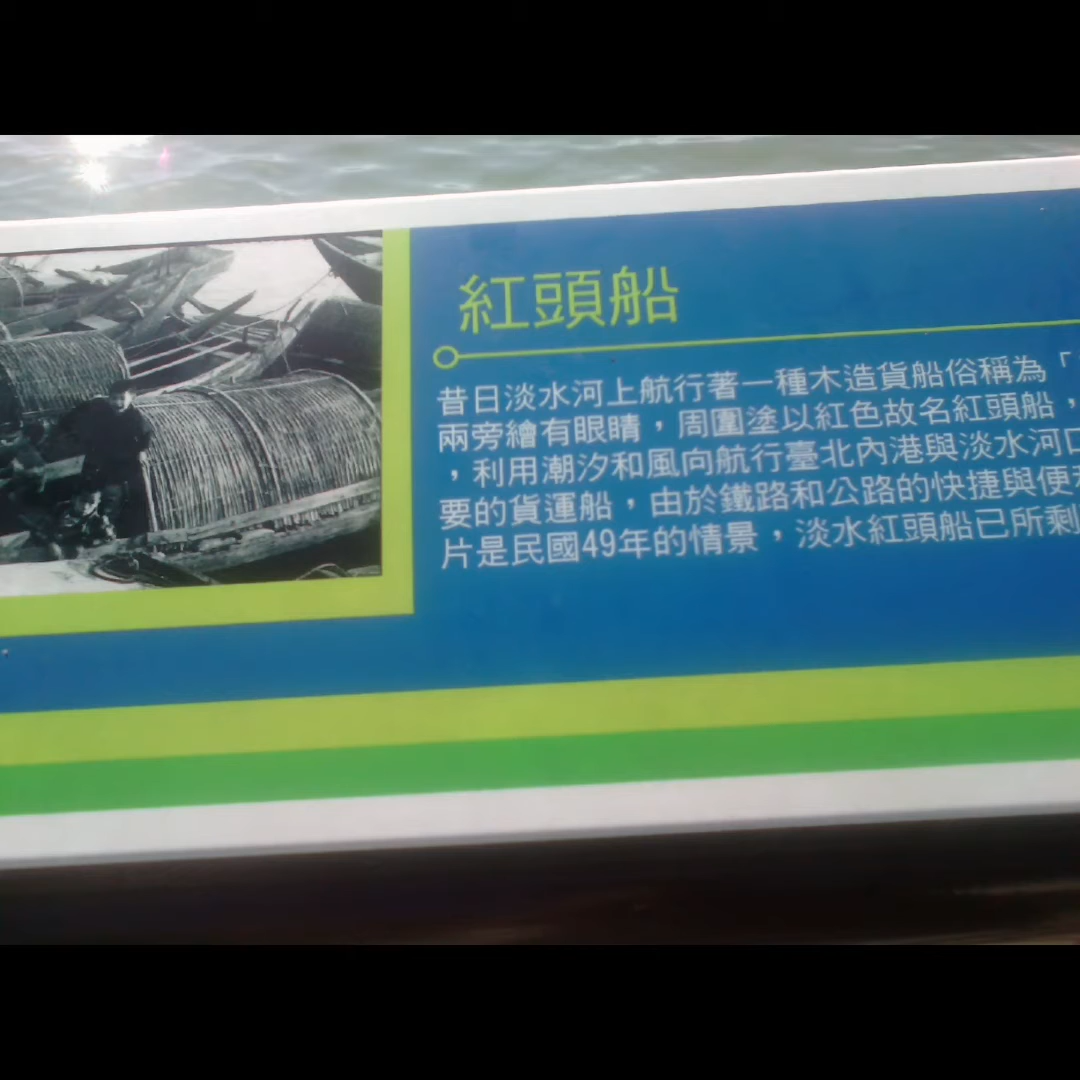 紅頭船
昔日淡水河上航行著一種木造貨船俗稱為「
兩旁繪有眼睛，周圍塗以紅色故名紅頭船，
，利用潮汐和風向航行臺北內港與淡水河口
要的貨運船，由於鐵路和公路的快捷與便
片是民國49年的情景，淡水紅頭船已所剩